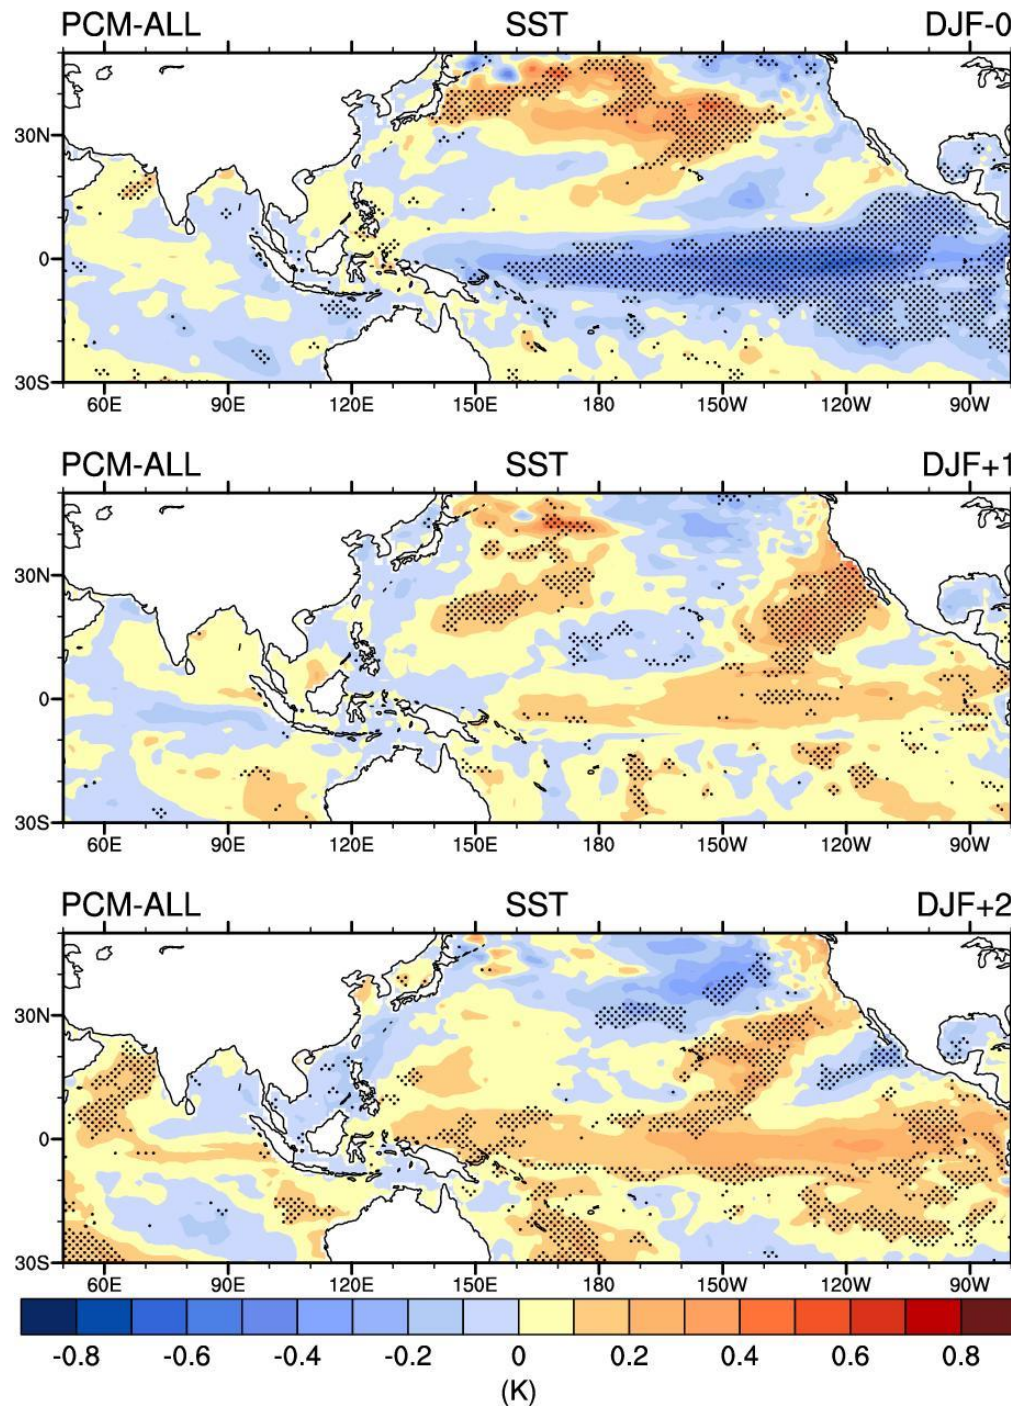 PCM-ALL SST DJF-0
30N
0
30S
60E 90E 120E 150E 180 150W 120W 90W
PCM-ALL SST DJF+1
30N
0
30S
60E 90E 120E 150E 180 150W 120W 90W
PCM-ALL SST DJF+2
30N
0
30S
60E 90E 120E 150E 180 150W 120W 90W
-0.8 -0.6 -0.4 -0.2 0 0.2 0.4 0.6 0.8
(K)